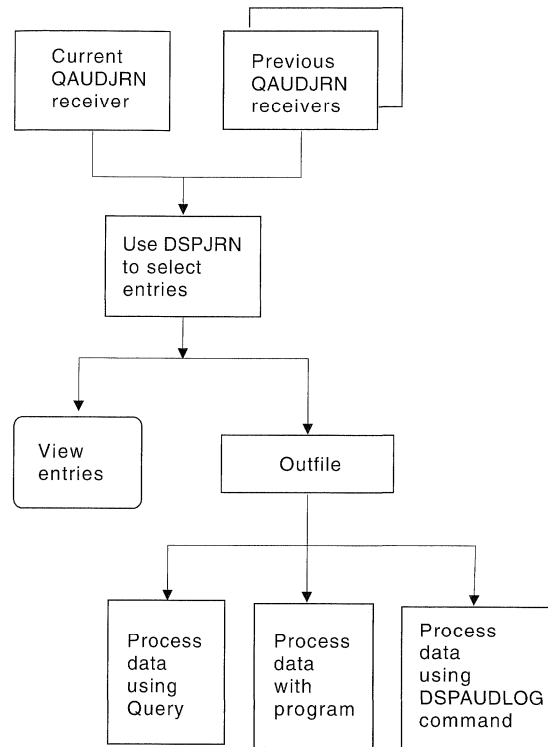 Current
QAUDJRN
receiver
Previous
QAUDJRN
receivers
Use DSPJRN
to select
entries
View
entries
Outfile
Process
data
using
Query
Process
data
with
program
Process
data
using
DSPAUDLOG
command